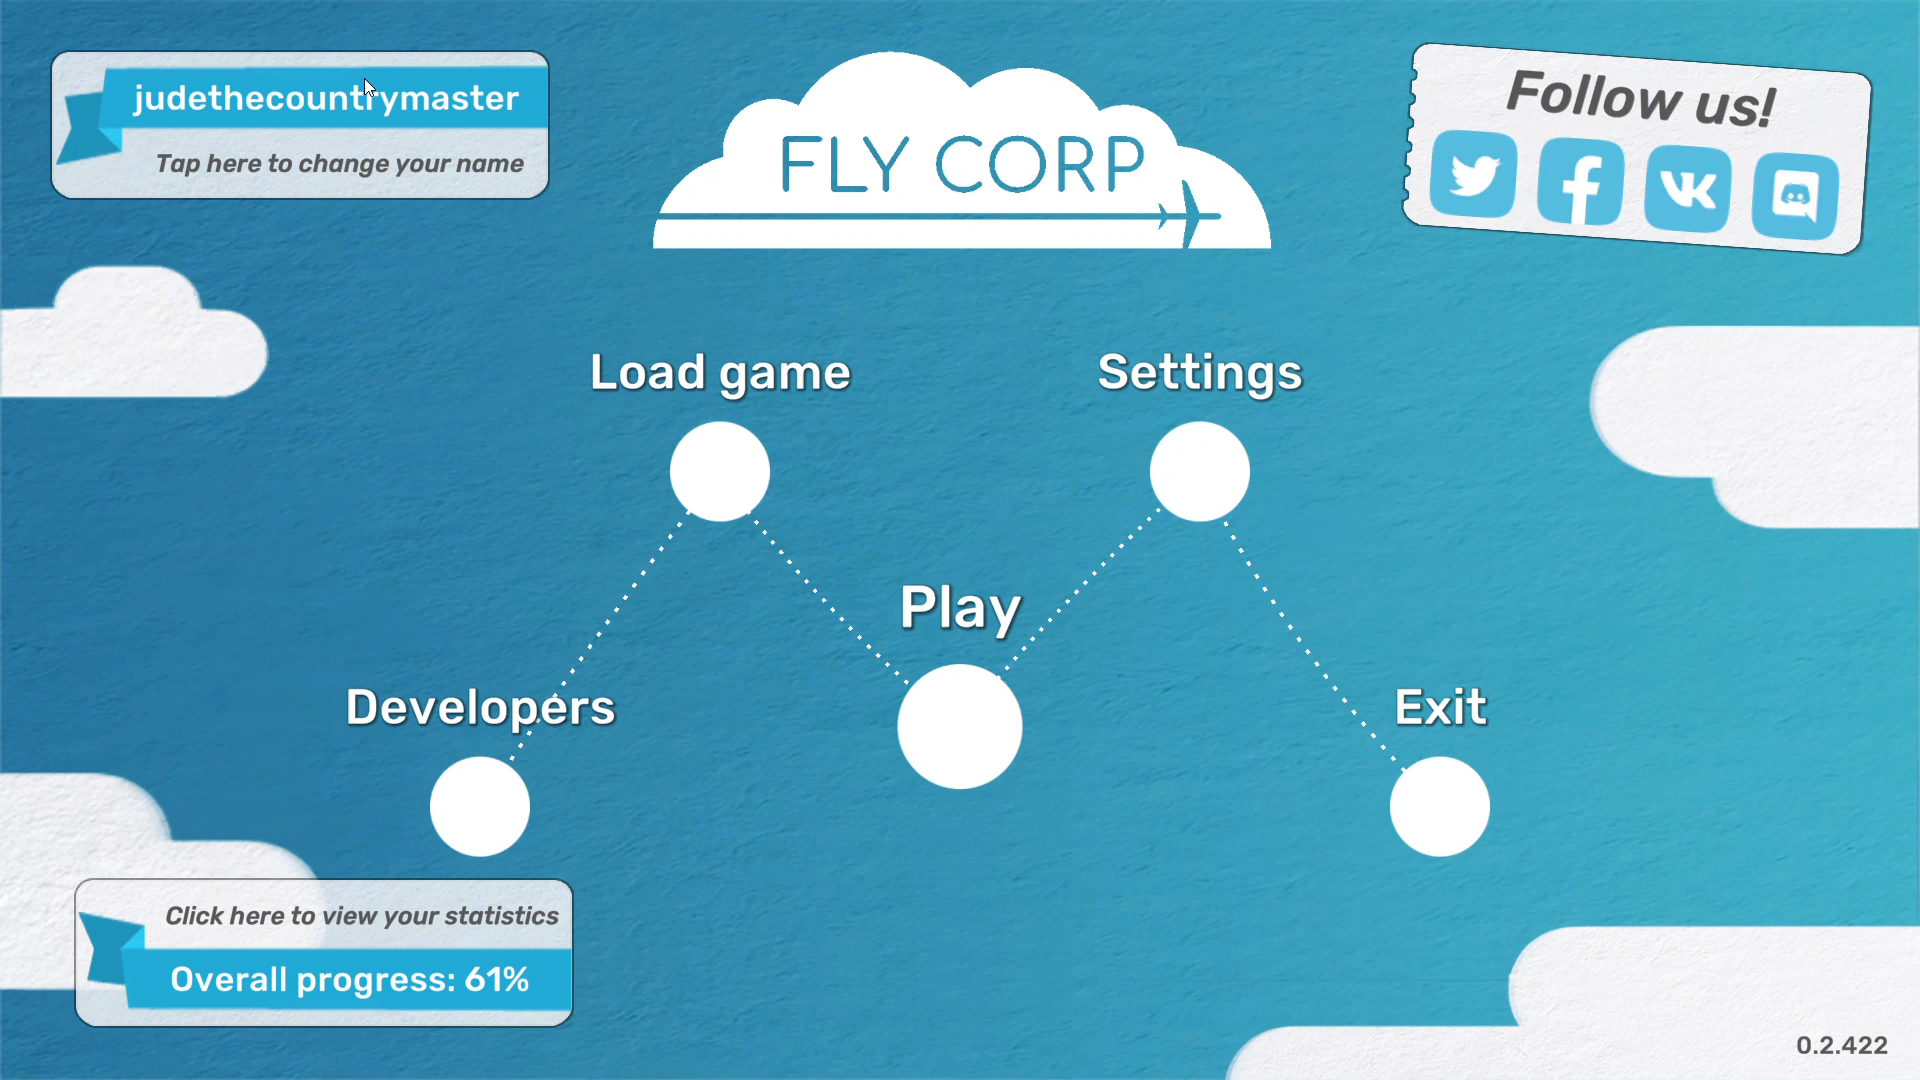 judethecountrymaster
Tap here to change your name
FLY CORP
Follow us!
Load game
Settings
Play
Developers
Exit
Click here to view your statistics
Overall progress: 61%
0.2.422